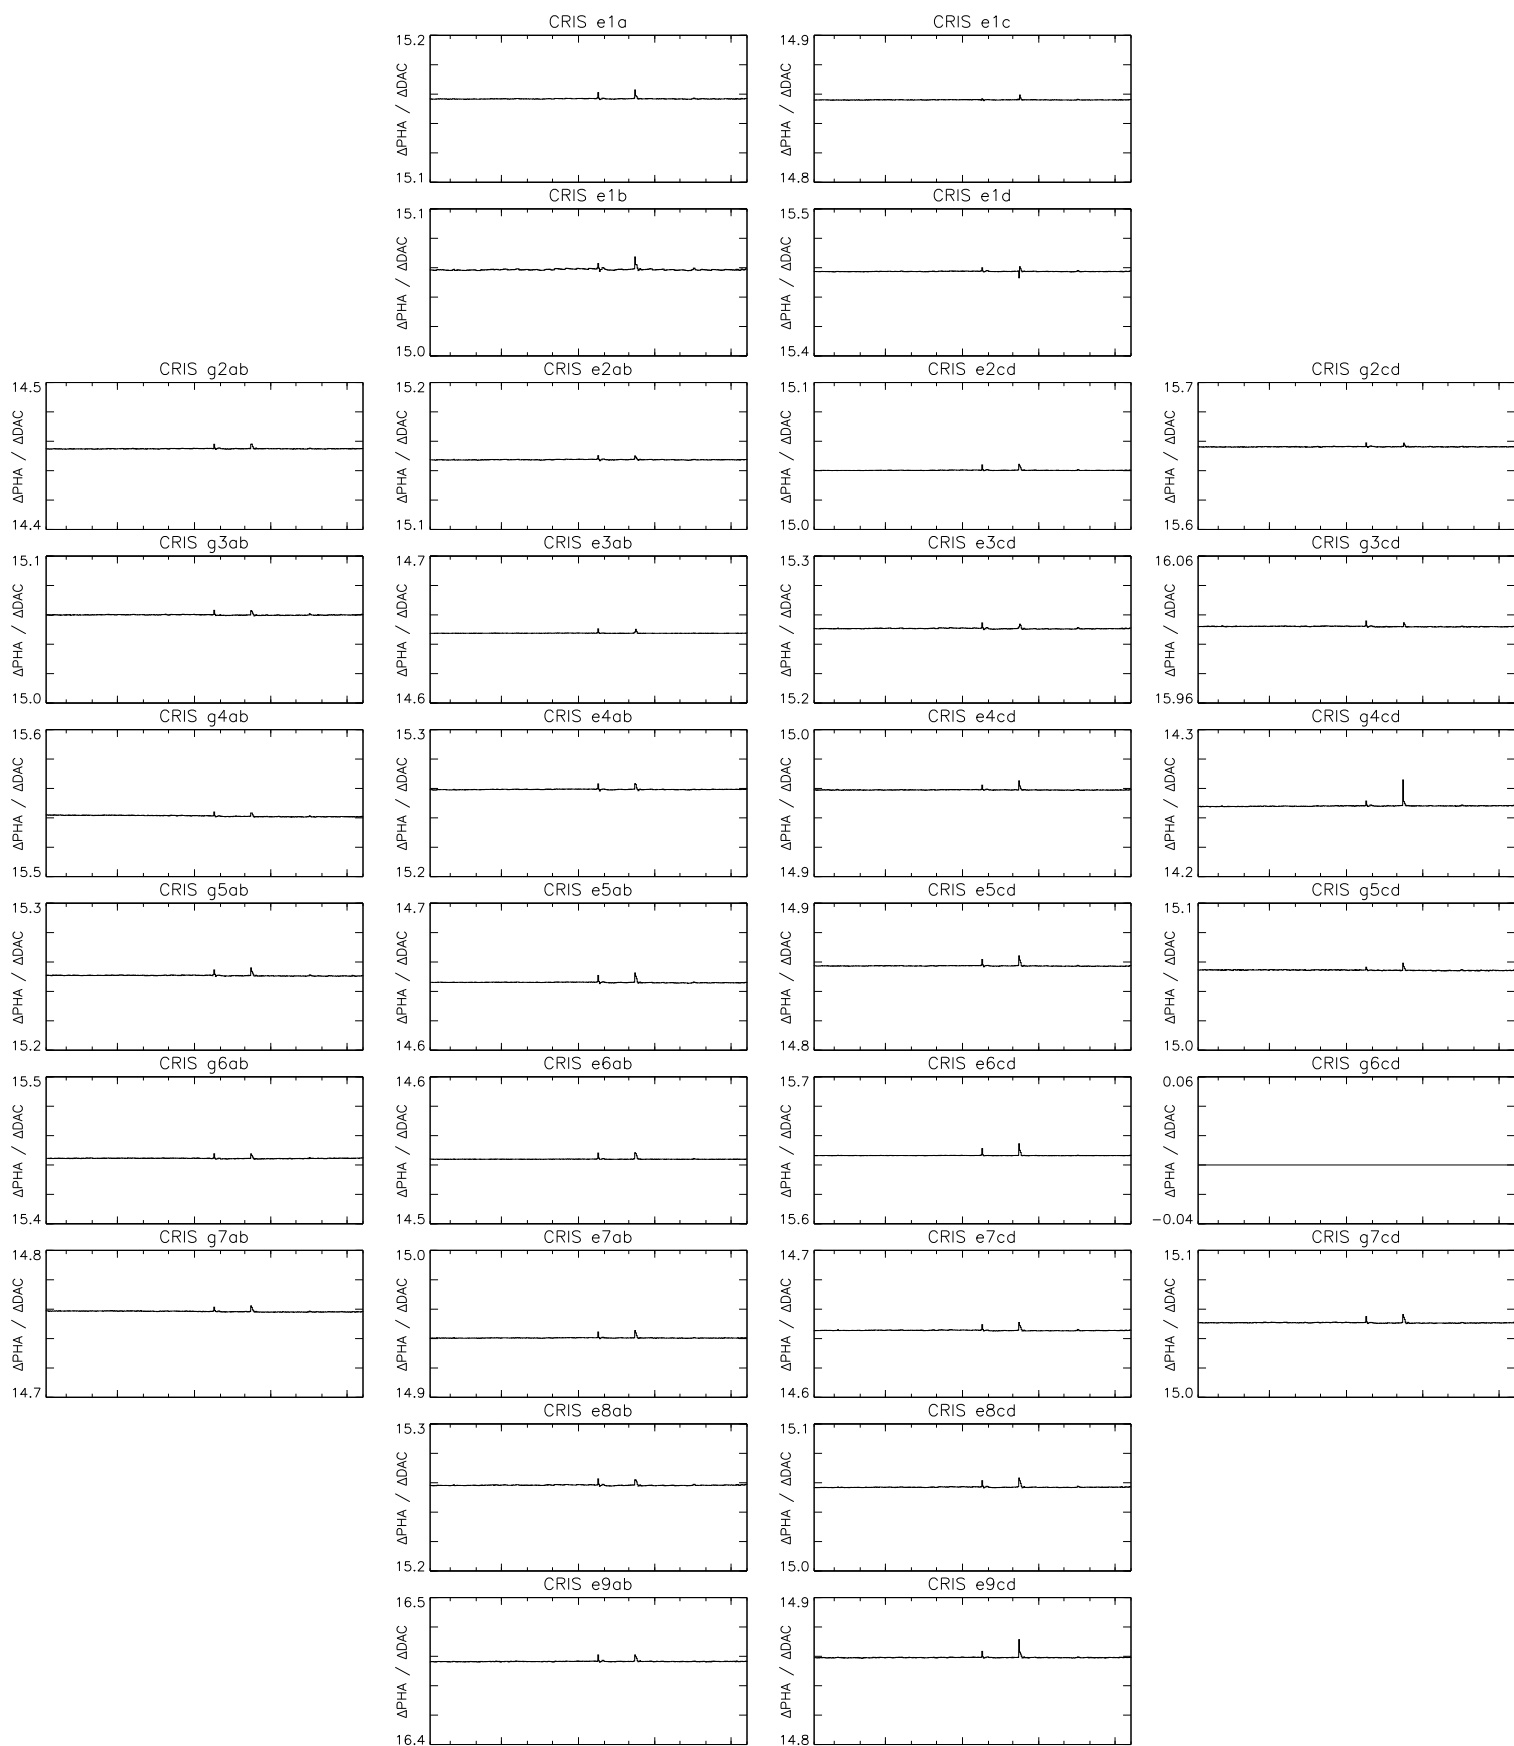 CRIS e1a
15.2
ΔPHA / ΔDAC
15.1
CRIS e1c
14.9
ΔPHA / ΔDAC
14.8
CRIS e1b
15.1
ΔPHA / ΔDAC
15.0
CRIS e1d
15.5
ΔPHA / ΔDAC
15.4
CRIS g2ab
14.5
ΔPHA / ΔDAC
14.4
CRIS e2ab
15.2
ΔPHA / ΔDAC
15.1
CRIS e2cd
15.1
ΔPHA / ΔDAC
15.0
CRIS g2cd
15.7
ΔPHA / ΔDAC
15.6
CRIS g3ab
15.1
ΔPHA / ΔDAC
15.0
CRIS e3ab
14.7
ΔPHA / ΔDAC
14.6
CRIS e3cd
15.3
ΔPHA / ΔDAC
15.2
CRIS g3cd
16.06
ΔPHA / ΔDAC
15.96
CRIS g4ab
15.6
ΔPHA / ΔDAC
15.5
CRIS e4ab
15.3
ΔPHA / ΔDAC
15.2
CRIS e4cd
15.0
ΔPHA / ΔDAC
14.9
CRIS g4cd
14.3
ΔPHA / ΔDAC
14.2
CRIS g5ab
15.3
ΔPHA / ΔDAC
15.2
CRIS e5ab
14.7
ΔPHA / ΔDAC
14.6
CRIS e5cd
14.9
ΔPHA / ΔDAC
14.8
CRIS g5cd
15.1
ΔPHA / ΔDAC
15.0
CRIS g6ab
15.5
ΔPHA / ΔDAC
15.4
CRIS e6ab
14.6
ΔPHA / ΔDAC
14.5
CRIS e6cd
15.7
ΔPHA / ΔDAC
15.6
CRIS g6cd
0.06
ΔPHA / ΔDAC
−0.04
CRIS g7ab
14.8
ΔPHA / ΔDAC
14.7
CRIS e7ab
15.0
ΔPHA / ΔDAC
14.9
CRIS e7cd
14.7
ΔPHA / ΔDAC
14.6
CRIS g7cd
15.1
ΔPHA / ΔDAC
15.0
CRIS e8ab
15.3
ΔPHA / ΔDAC
15.2
CRIS e8cd
15.1
ΔPHA / ΔDAC
15.0
CRIS e9ab
16.5
ΔPHA / ΔDAC
16.4
CRIS e9cd
14.9
ΔPHA / ΔDAC
14.8